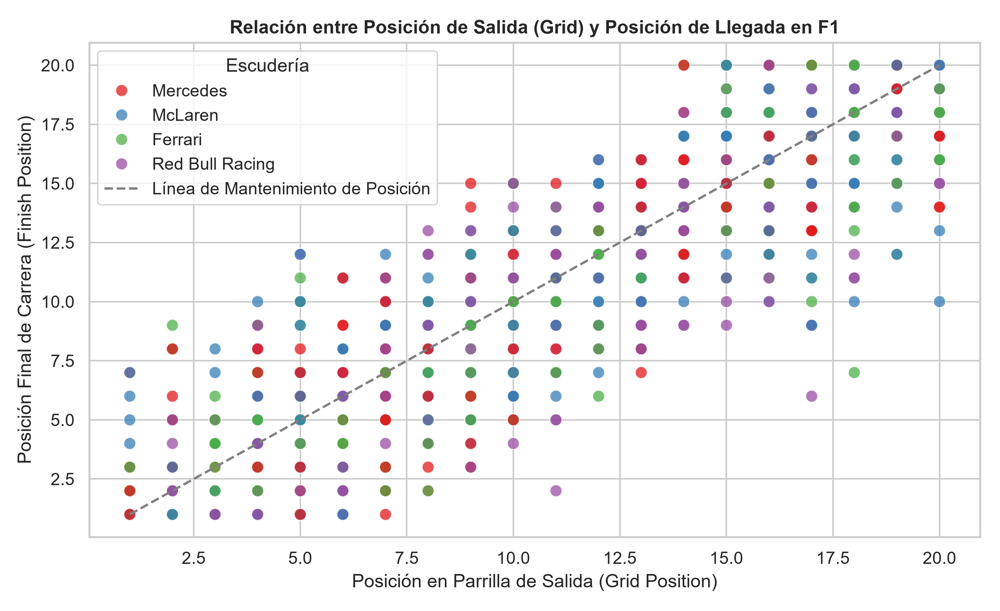 Relación entre Posición de Salida (Grid) y Posición de Llegada en F1
Escudería
Mercedes
McLaren
Ferrari
Red Bull Racing
Línea de Mantenimiento de Posición
Posición Final de Carrera (Finish Position)
20.0
17.5
15.0
12.5
10.0
7.5
5.0
2.5
2.5 5.0 7.5 10.0 12.5 15.0 17.5 20.0
Posición en Parrilla de Salida (Grid Position)